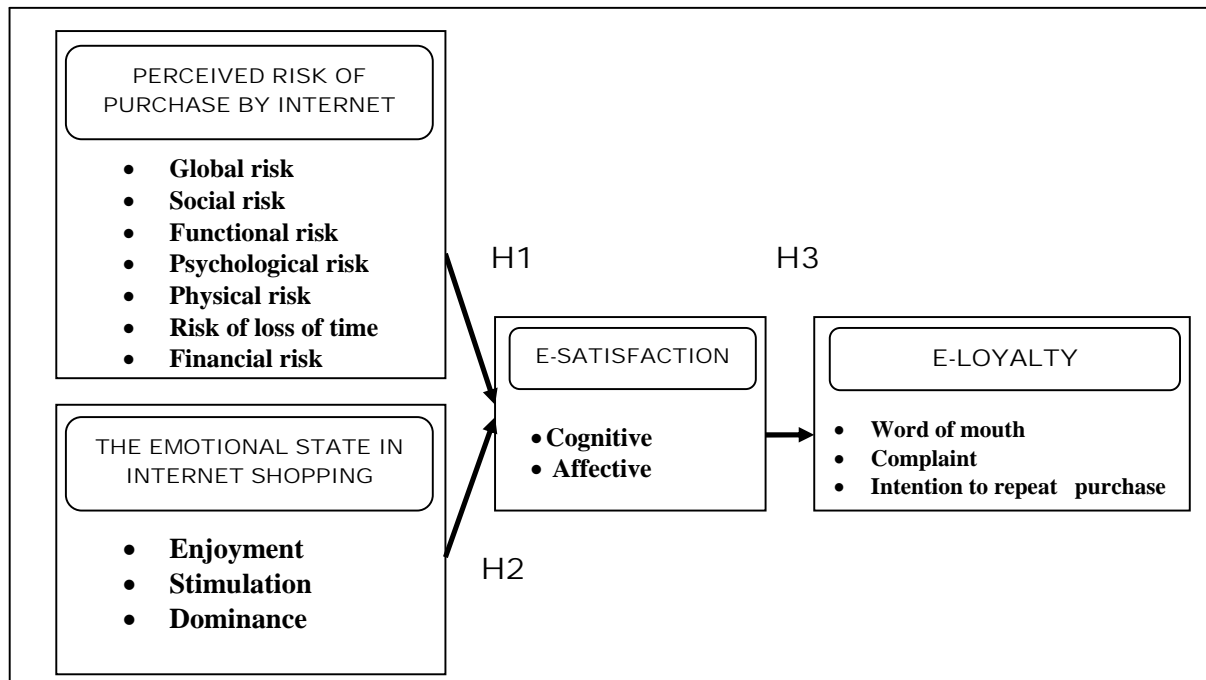 PERCEIVED RISK OF
PURCHASE BY INTERNET
• Global risk
• Social risk
• Functional risk
• Psychological risk
• Physical risk
• Risk of loss of time
• Financial risk
THE EMOTIONAL STATE IN
INTERNET SHOPPING
• Enjoyment
• Stimulation
• Dominance
H1
H2
E-SATISFACTION
• Cognitive
• Affective
H3
E-LOYALTY
• Word of mouth
• Complaint
• Intention to repeat purchase